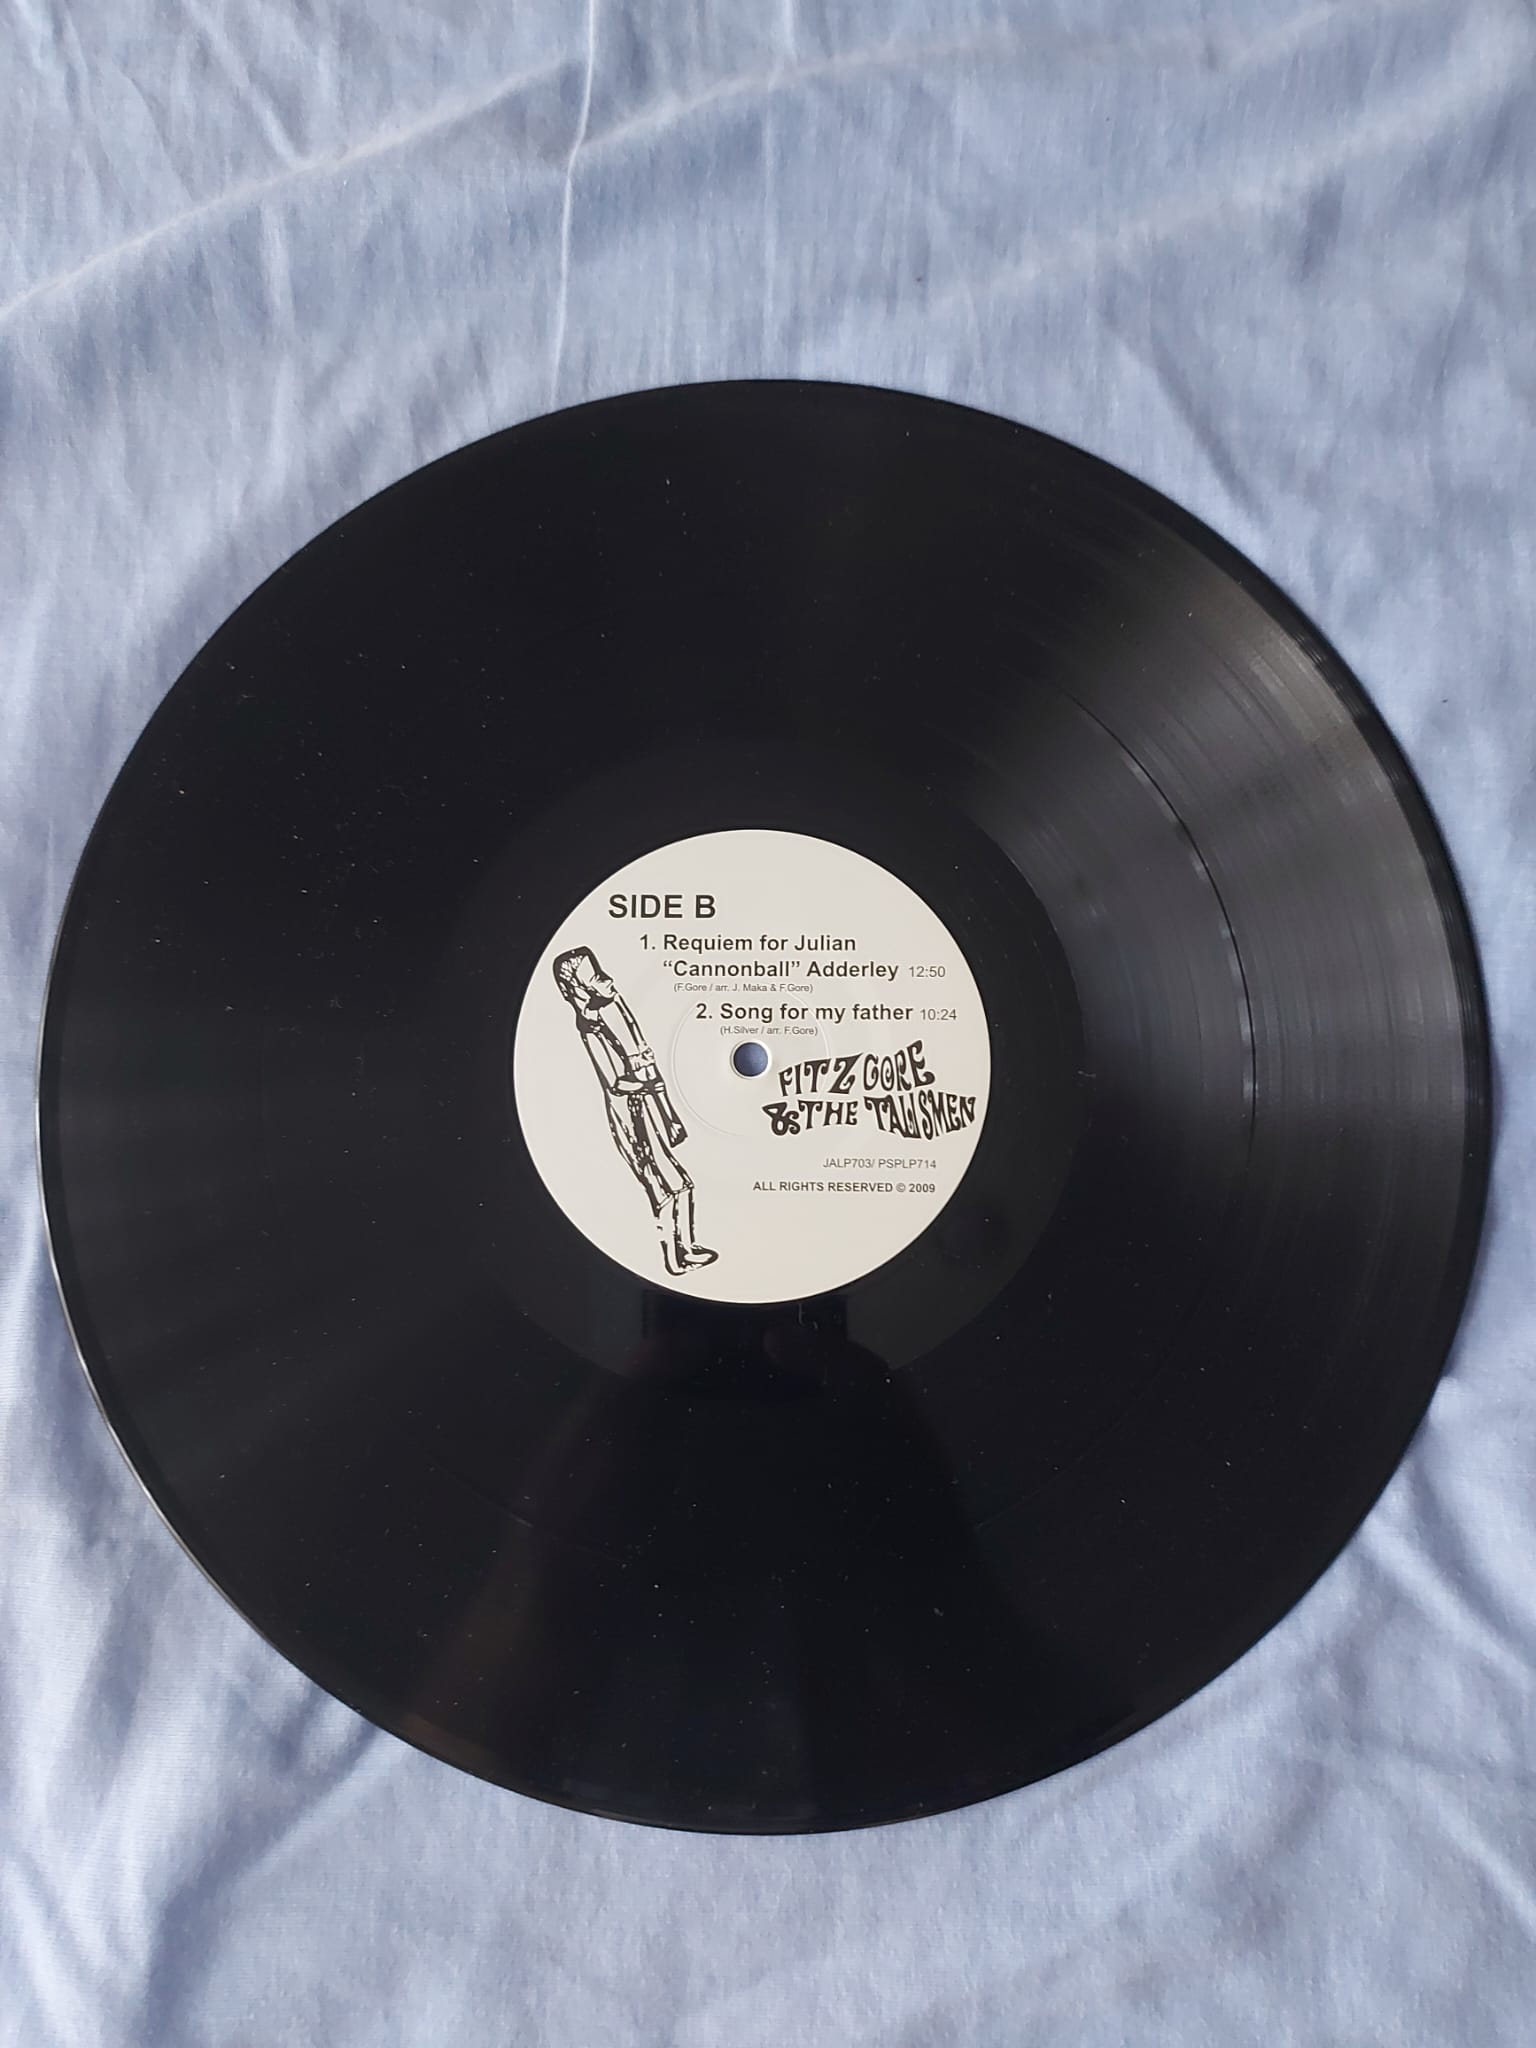 SIDE B
1. Requiem for Julian
“Cannonball” Adderley 12:50
(F.Gore / arr. J. Maka & F.Gore)
2. Song for my father 10:24
(H.Silver / arr. F.Gore)
FITZ GORE
& THE TALISMEN
JALP703/ PSPLP714
ALL RIGHTS RESERVED © 2009